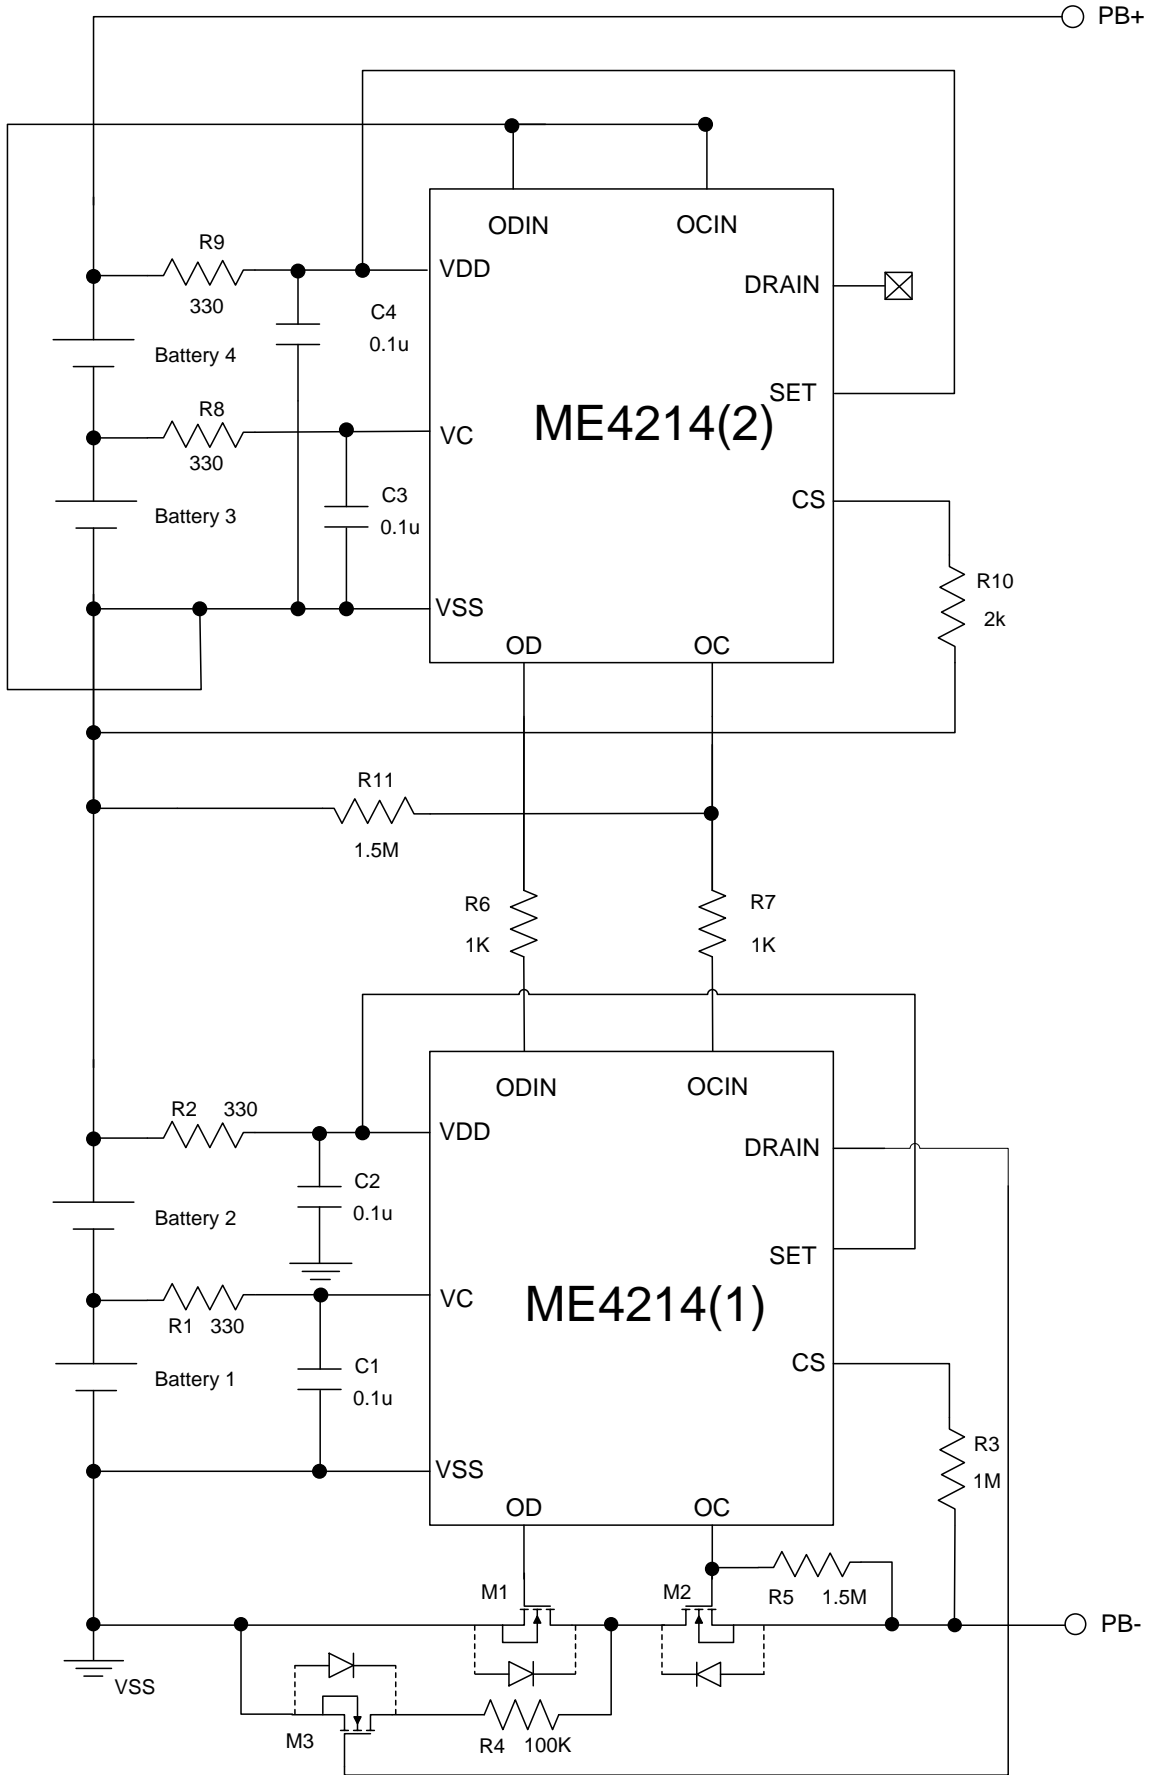 PB+
ODIN
OCIN
R9
VDD
DRAIN
330
C4
0.1u
Battery 4
SET
R8
ME4214(2)
VC
330
C3
CS
Battery 3
0.1u
R10
VSS
2k
OD
OC
R11
1.5M
R6
R7
1K
1K
ODIN
OCIN
R2 330
VDD
DRAIN
C2
0.1u
Battery 2
SET
VC
ME4214(1)
R1 330
C1
CS
Battery 1
0.1u
R3
VSS
1M
OD
OC
M1
M2
R5 1.5M
PB-
VSS
M3
R4 100K